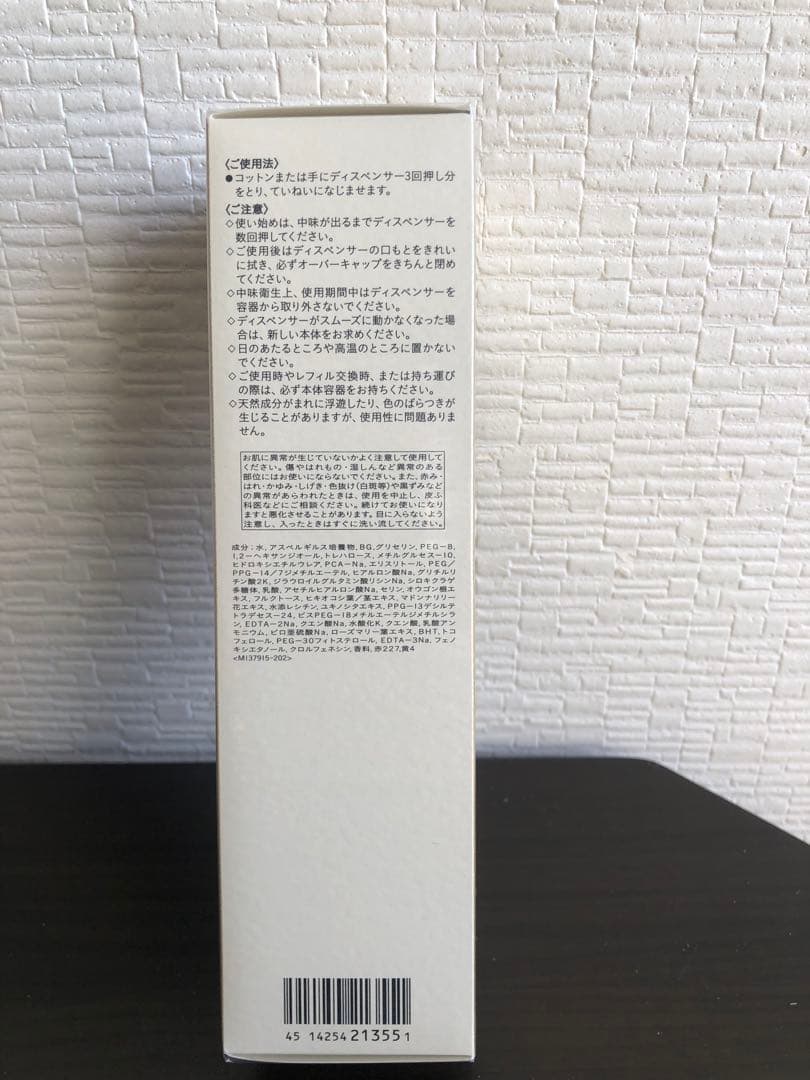 〈ご使用法〉
●コットンまたは手にディスペンサー3回押し分
をとり、ていねいになじませます。
〈ご注意〉
◇使い始めは、中味が出るまでディスペンサーを
数回押してください。
◇ご使用後はディスペンサーの口もとをきれい
に拭き、必ずオーバーキャップをきちんと閉め
てください。
◇中味衛生上、使用期間中はディスペンサーを
容器から取り外さないでください。
◇ディスペンサーがスムーズに動かなくなった場
合は、新しい本体をお求めください。
◇日のあたるところや高温のところに置かない
でください。
◇ご使用時やレフィル交換時、または持ち運び
の際は、必ず本体容器をお持ちください。
◇天然成分がまれに浮遊したり、色のばらつきが
生じることがありますが、使用性に問題ありま
せん。
お肌に異常が生じていないかよく注意して使用して
ください。傷やはれもの・湿しんなど異常のある
部位にはお使いにならないでください。また、赤み・
はれ・かゆみ・しげき・色抜け(白斑等)や黒ずみなど
の異常があらわれたときは、使用を中止し、皮ふ
科医などにご相談ください。続けてお使いになり
ますと悪化させることがあります。目に入らないよう
注意し、入ったときはすぐに洗い流してください。
成分：水、アスペルギルス培養物、BG、グリセリン、PEG－8、
1,2－ヘキサンジオール、トレハロース、メチルグルセス－10、
ヒドロキシエチルウレア、PCA－Na、エリスリトール、PEG／
PPG－14／7ジメチルエーテル、ヒアルロン酸Na、グリチルリ
チン酸2K、ジラウロイルグルタミン酸リシンNa、シロキクラゲ
多糖体、乳酸、アセチルヒアルロン酸Na、セリン、オウゴン根エ
キス、フルクトース、ヒキオコシ葉／茎エキス、マドンナリリー
花エキス、水添レシチン、ユキノシタエキス、PPG－13デシルテ
トラデセス－24、ビスPEG－18メチルエーテルジメチルシラ
ン、EDTA－2Na、クエン酸Na、水酸化K、クエン酸、乳酸アン
モニウム、ピロ亜硫酸Na、ローズマリー葉エキス、BHT、トコ
フェロール、PEG－30フィトステロール、EDTA－3Na、フェノ
キシエタノール、クロルフェネシン、香料、赤227、黄4
<M137915-202>
45 14254 21355 1